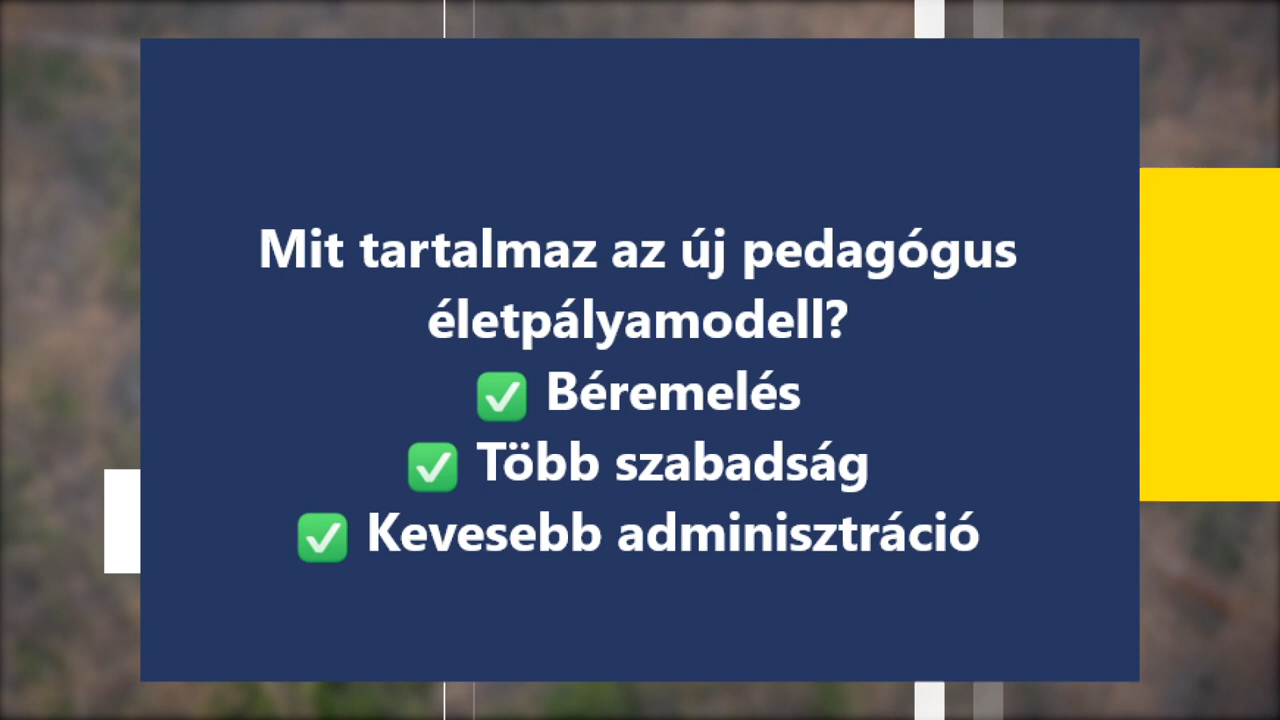 Mit tartalmaz az új pedagógus
életpályamodell?
✅ Béremelés
✅ Több szabadság
✅ Kevesebb adminisztráció